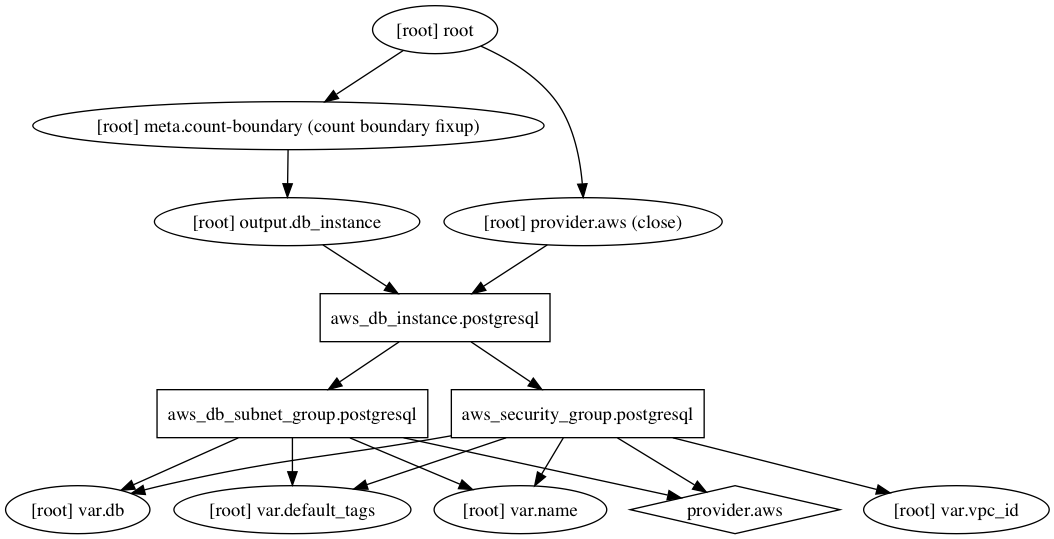 [root] root
[root] meta.count-boundary (count boundary fixup)
[root] output.db_instance
[root] provider.aws (close)
aws_db_instance.postgresql
aws_db_subnet_group.postgresql
aws_security_group.postgresql
[root] var.db
[root] var.default_tags
[root] var.name
provider.aws
[root] var.vpc_id